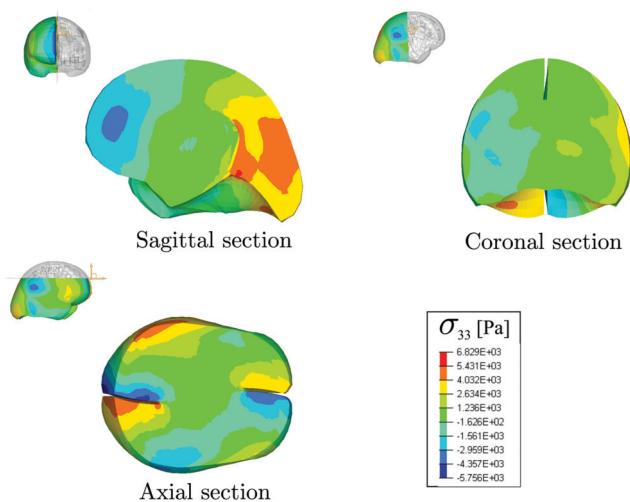 Sagittal section
Coronal section
Axial section
σ33 [Pa]
6.829E+03
5.431E+03
4.032E+03
2.634E+03
1.236E+03
-1.626E+02
-1.561E+03
-2.959E+03
-4.357E+03
-5.756E+03